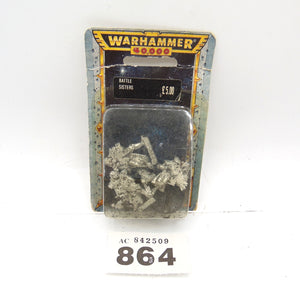 WARHAMMER
40,000
BATTLE
SISTERS
£5.00
AC 842509
864